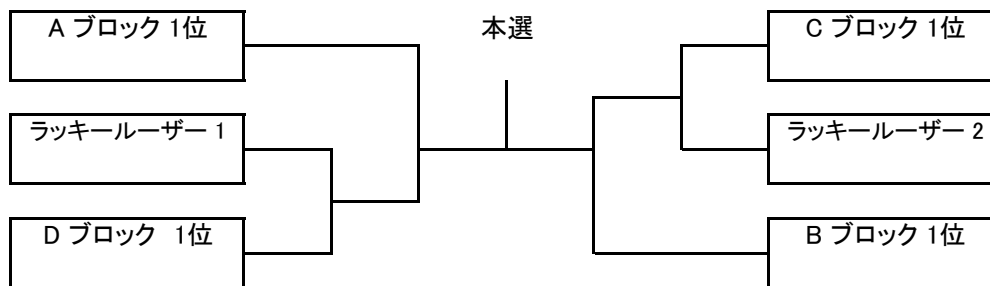 A ブロック 1位
本選
C ブロック 1位
ラッキールーザー 1
ラッキールーザー 2
D ブロック　1位
B ブロック 1位